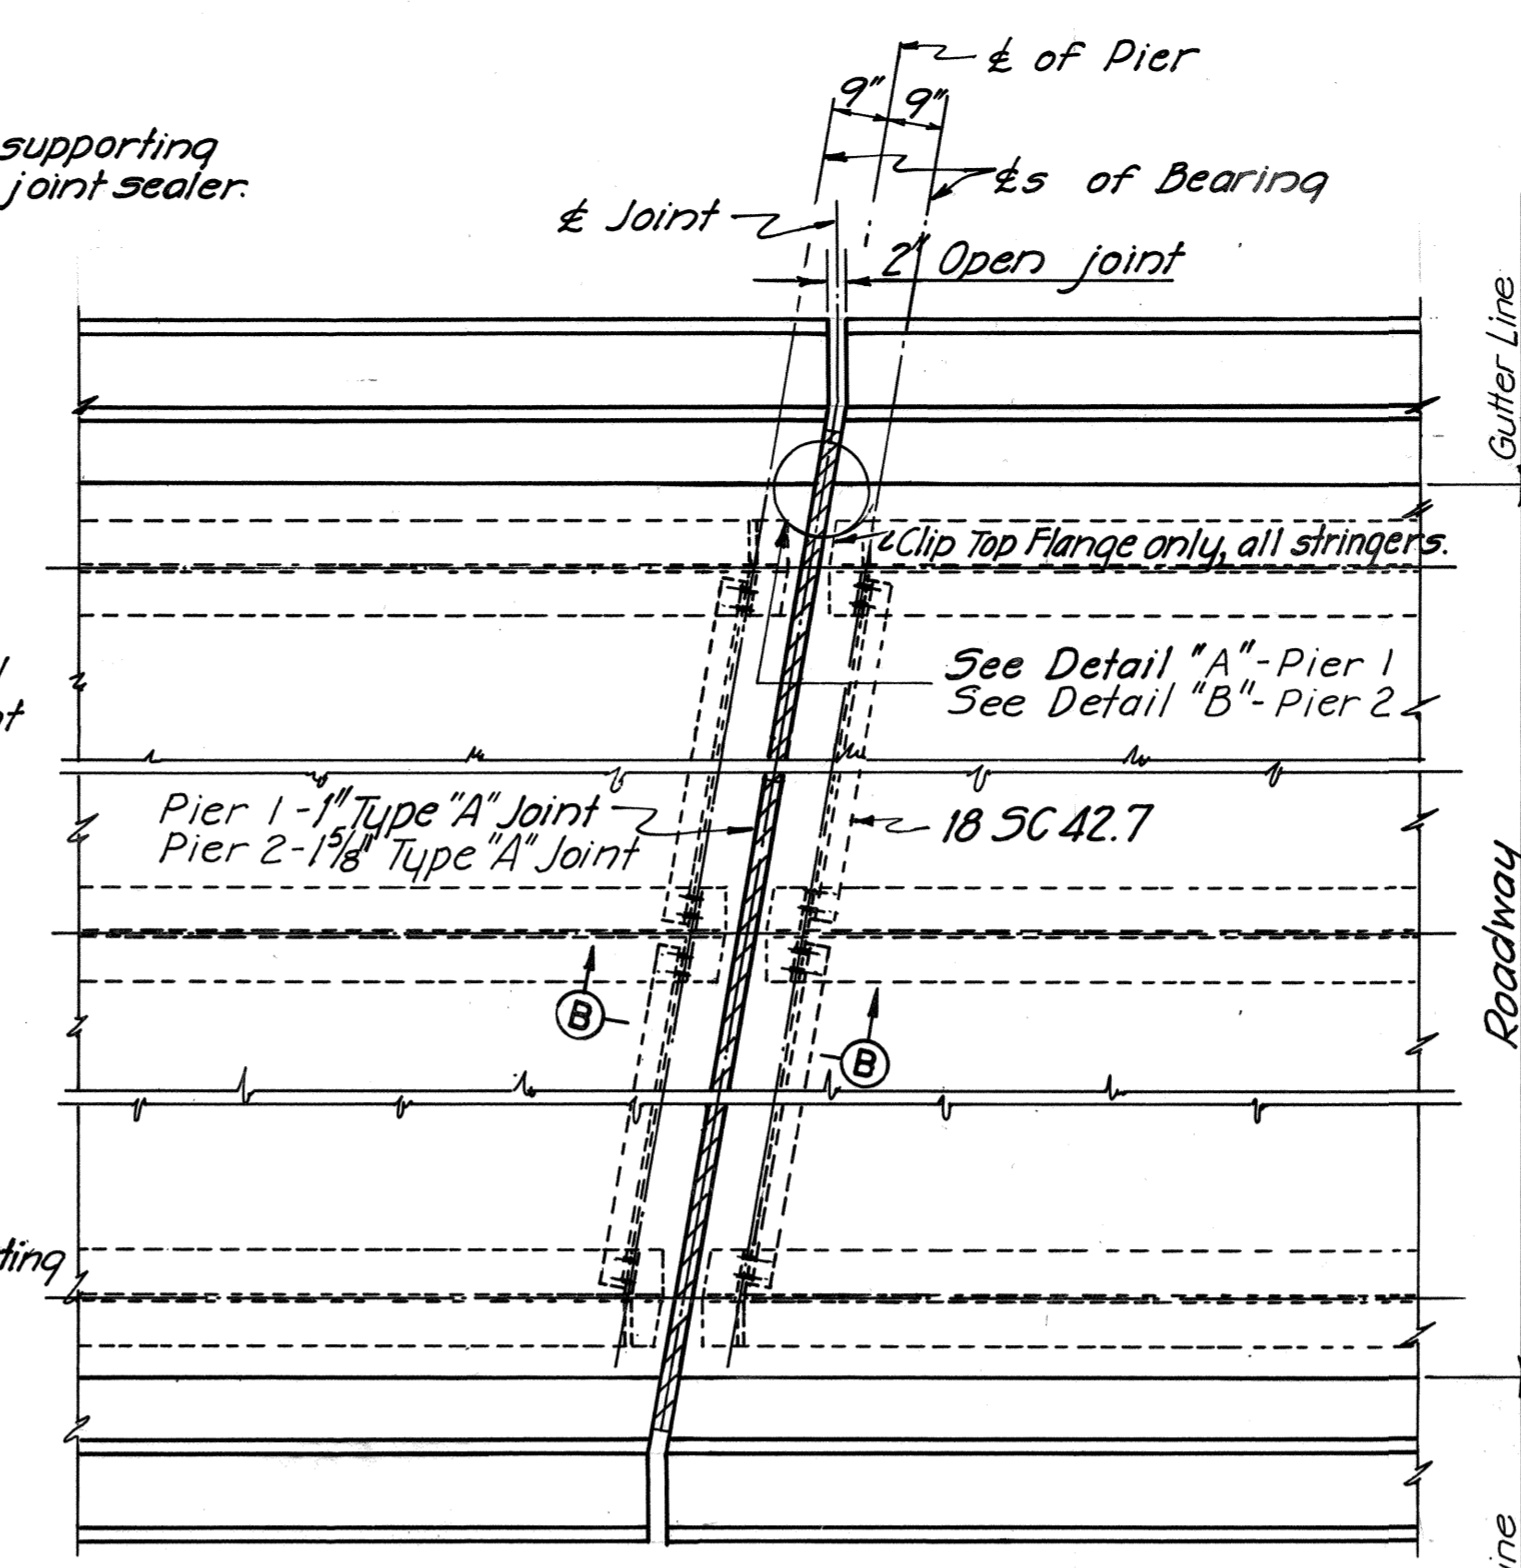 ℄ of Pier
9" 9"
supporting
joint sealer.
℄s of Bearing
℄ Joint
2" Open joint
Gutter Line
Clip Top Flange only, all stringers.
See Detail "A"-Pier 1
See Detail "B"-Pier 2
Pier 1-1" Type "A" Joint
Pier 2-1⅝" Type "A" Joint
18 SC 42.7
Roadway
B
B